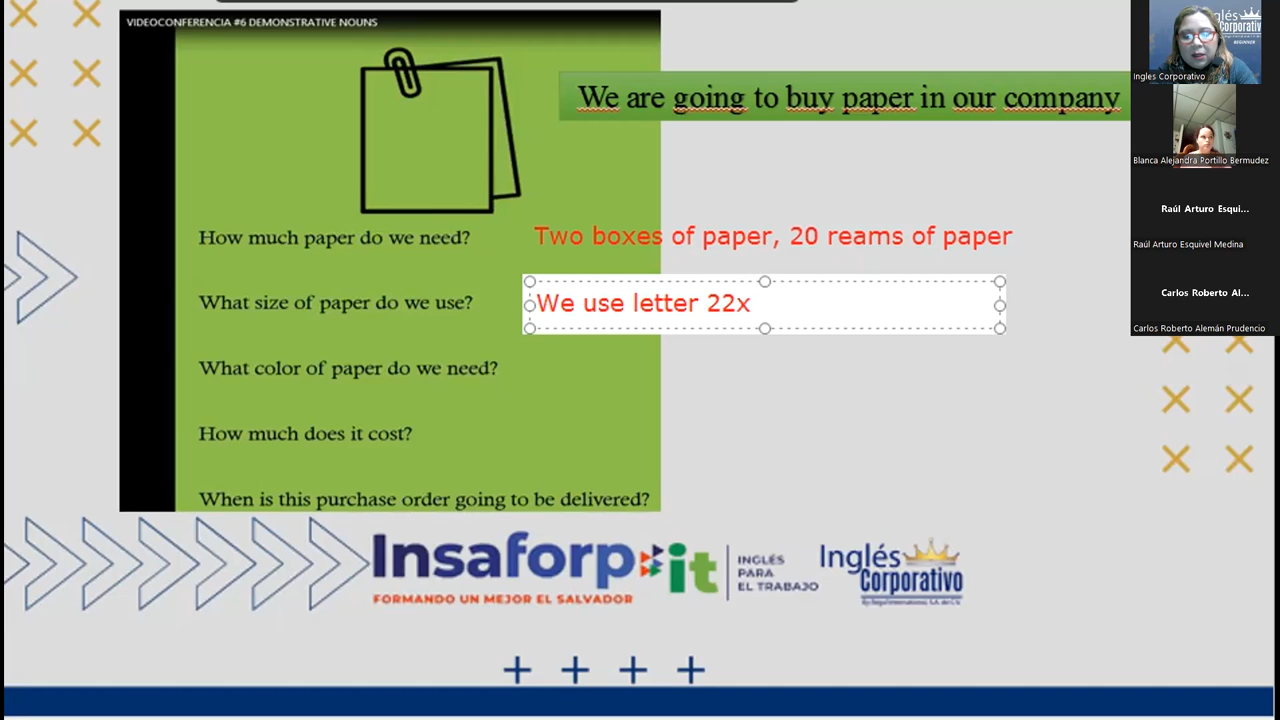 VIDEOCONFERENCIA #6 DEMONSTRATIVE NOUNS
We are going to buy paper in our company
How much paper do we need?
Two boxes of paper, 20 reams of paper
What size of paper do we use?
We use letter 22x
What color of paper do we need?
How much does it cost?
When is this purchase order going to be delivered?
Insaforp
FORMANDO UN MEJOR EL SALVADOR
it
INGLÉS
PARA
EL TRABAJO
Inglés
Corporativo
glés
Corporativo
BEGINNER
Ingles Corporativo
Blanca Alejandra Portillo Bermudez
Raúl Arturo Esqui...
Raúl Arturo Esquivel Medina
Carlos Roberto Al...
Carlos Roberto Alemán Prudencio